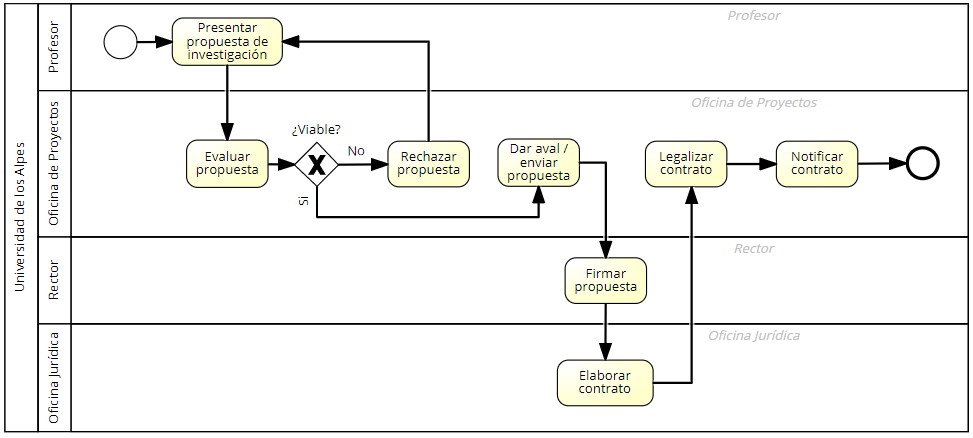 Universidad de los Alpes
Profesor
Profesor
Presentar
propuesta de
investigación
Oficina de Proyectos
Oficina de Proyectos
Evaluar
propuesta
¿Viable?
No
Si
Rechazar
propuesta
Dar aval /
enviar
propuesta
Legalizar
contrato
Notificar
contrato
Rector
Rector
Firmar
propuesta
Oficina Jurídica
Oficina Jurídica
Elaborar
contrato